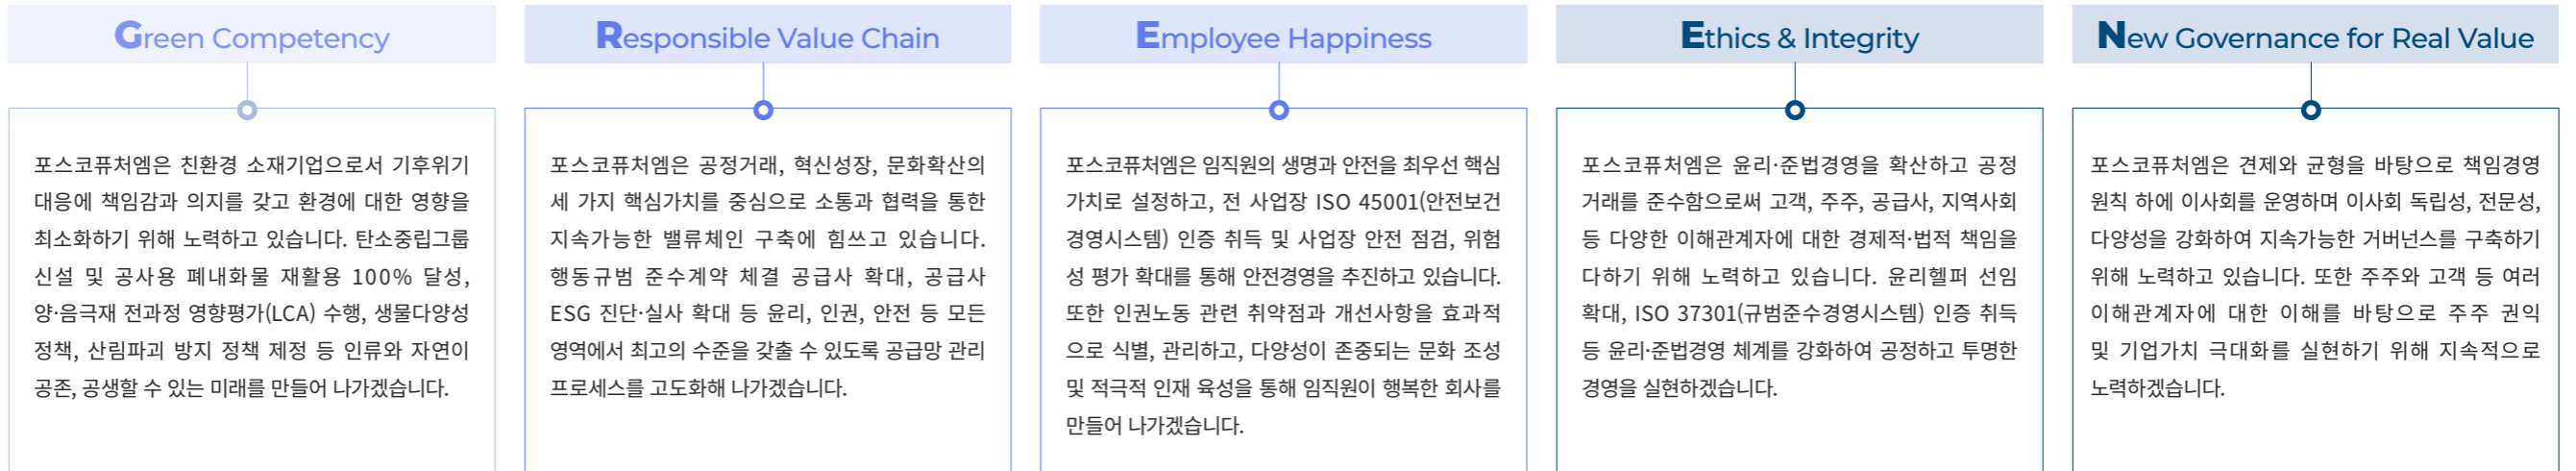 Green Competency
포스코퓨처엠은 친환경 소재기업으로서 기후위기
대응에 책임감과 의지를 갖고 환경에 대한 영향을
최소화하기 위해 노력하고 있습니다. 탄소중립그룹
신설 및 공사용 폐내화물 재활용 100% 달성,
양·음극재 전과정 영향평가(LCA) 수행, 생물다양성
정책, 산림파괴 방지 정책 제정 등 인류와 자연이
공존, 공생할 수 있는 미래를 만들어 나가겠습니다.
Responsible Value Chain
포스코퓨처엠은 공정거래, 혁신성장, 문화확산의
세 가지 핵심가치를 중심으로 소통과 협력을 통한
지속가능한 밸류체인 구축에 힘쓰고 있습니다.
행동규범 준수계약 체결 공급사 확대, 공급사
ESG 진단·실사 확대 등 윤리, 인권, 안전 등 모든
영역에서 최고의 수준을 갖출 수 있도록 공급망 관리
프로세스를 고도화해 나가겠습니다.
Employee Happiness
포스코퓨처엠은 임직원의 생명과 안전을 최우선 핵심
가치로 설정하고, 전 사업장 ISO 45001(안전보건
경영시스템) 인증 취득 및 사업장 안전 점검, 위험
성 평가 확대를 통해 안전경영을 추진하고 있습니다.
또한 인권노동 관련 취약점과 개선사항을 효과적
으로 식별, 관리하고, 다양성이 존중되는 문화 조성
및 적극적 인재 육성을 통해 임직원이 행복한 회사를
만들어 나가겠습니다.
Ethics & Integrity
포스코퓨처엠은 윤리·준법경영을 확산하고 공정
거래를 준수함으로써 고객, 주주, 공급사, 지역사회
등 다양한 이해관계자에 대한 경제적·법적 책임을
다하기 위해 노력하고 있습니다. 윤리헬퍼 선임
확대, ISO 37301(규범준수경영시스템) 인증 취득
등 윤리·준법경영 체계를 강화하여 공정하고 투명한
경영을 실현하겠습니다.
New Governance for Real Value
포스코퓨처엠은 견제와 균형을 바탕으로 책임경영
원칙 하에 이사회를 운영하며 이사회 독립성, 전문성,
다양성을 강화하여 지속가능한 거버넌스를 구축하기
위해 노력하고 있습니다. 또한 주주와 고객 등 여러
이해관계자에 대한 이해를 바탕으로 주주 권익
및 기업가치 극대화를 실현하기 위해 지속적으로
노력하겠습니다.